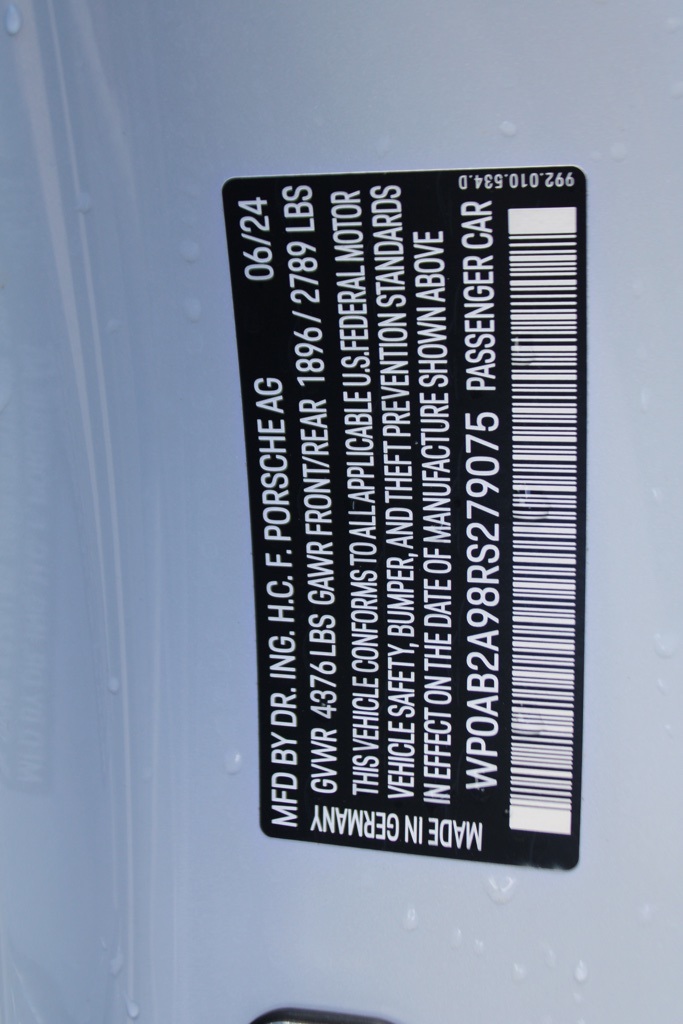 MFD BY DR. ING. H.C. F. PORSCHE AG 06/24
GVWR 4376 LBS GAWR FRONT/REAR 1896 / 2789 LBS
THIS VEHICLE CONFORMS TO ALL APPLICABLE U.S. FEDERAL MOTOR
VEHICLE SAFETY, BUMPER, AND THEFT PREVENTION STANDARDS
IN EFFECT ON THE DATE OF MANUFACTURE SHOWN ABOVE
WP0AB2A98RS279075 PASSENGER CAR
MADE IN GERMANY
992.010.534.D